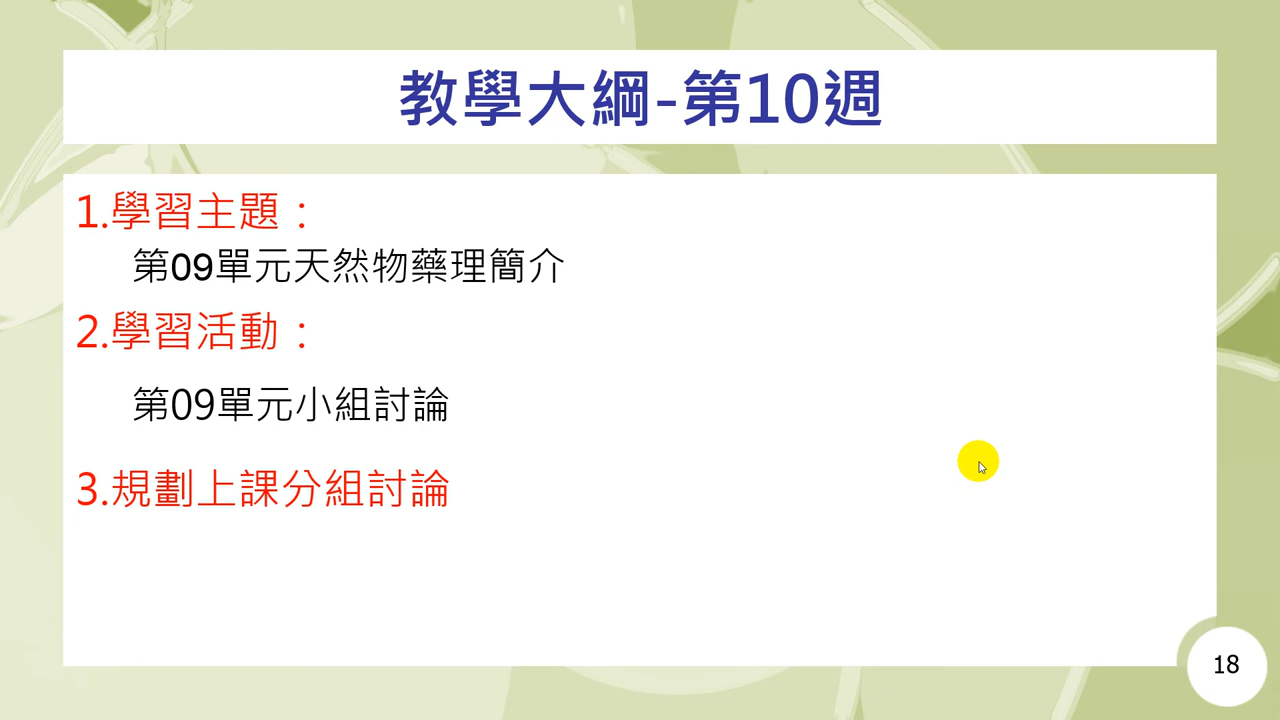 教學大綱-第10週
1.學習主題：
第09單元天然物藥理簡介
2.學習活動：
第09單元小組討論
3.規劃上課分組討論
18